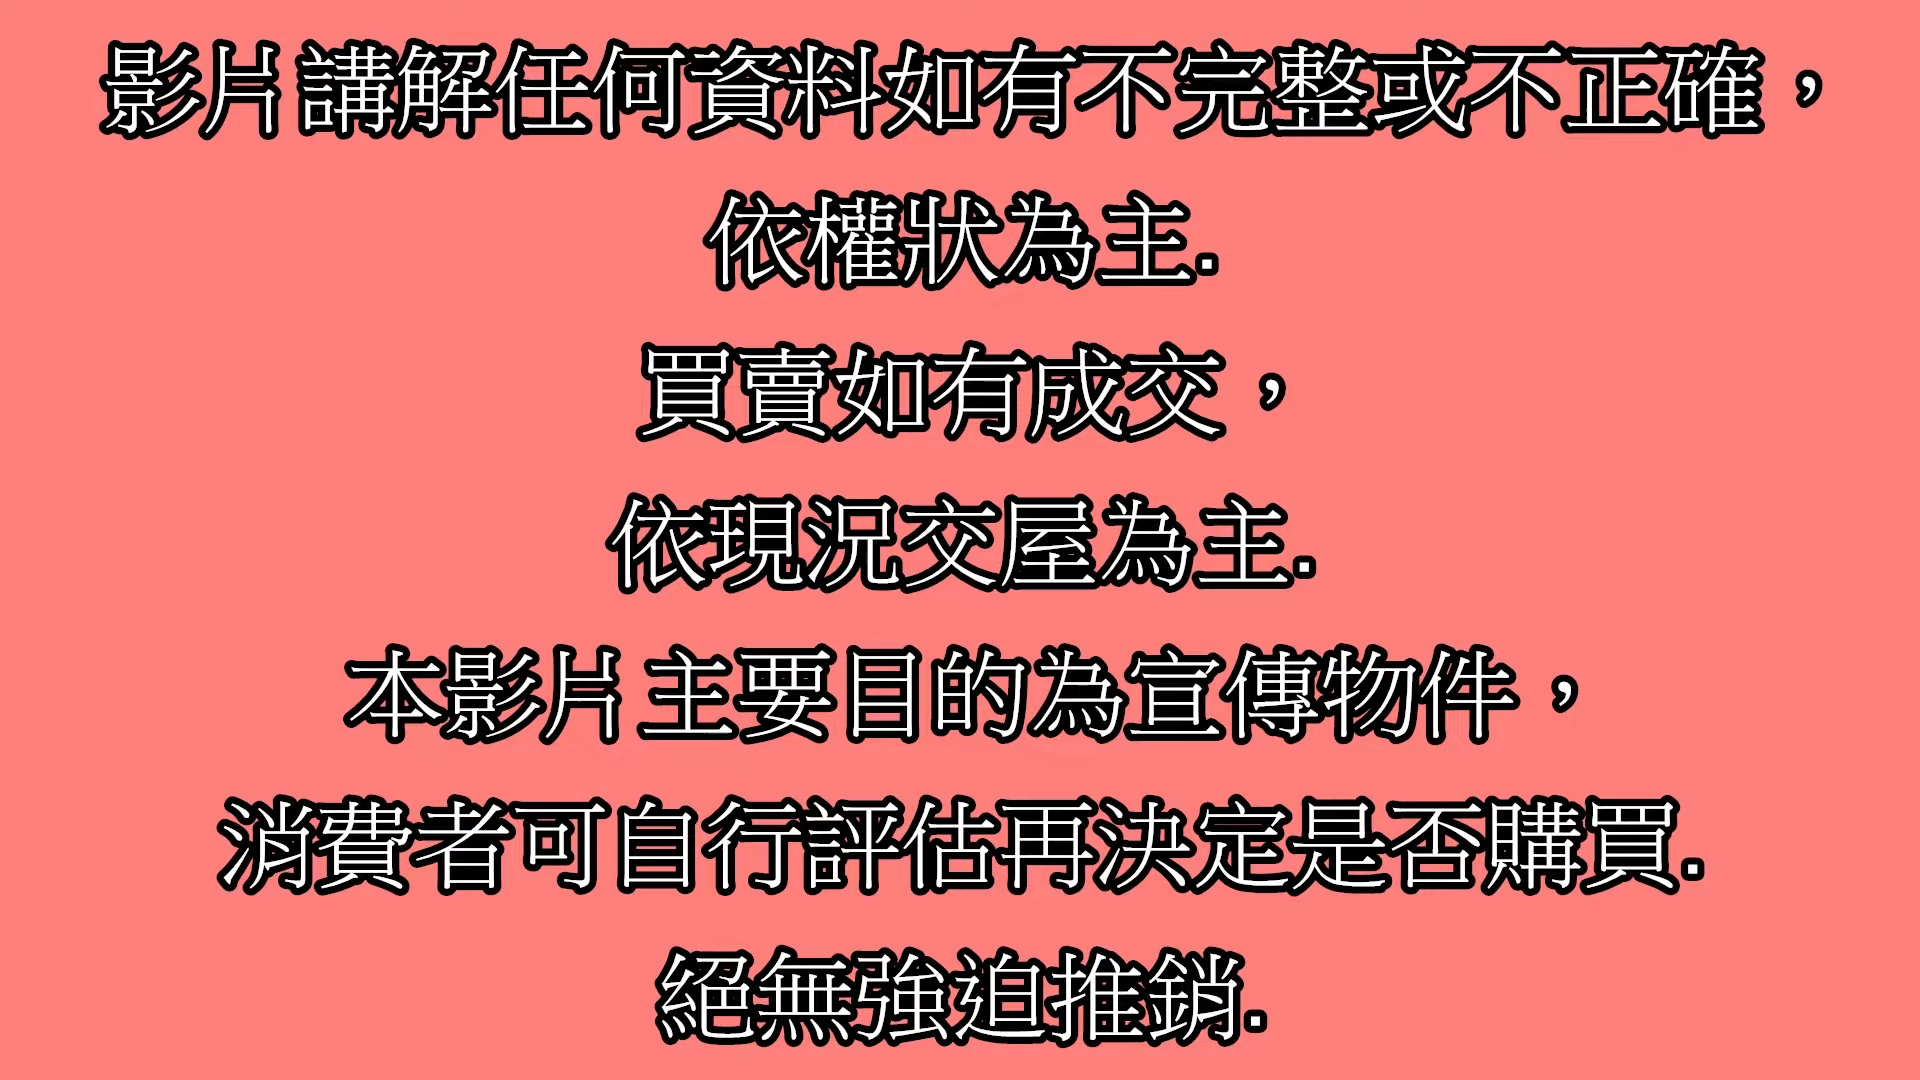 影片講解任何資料如有不完整或不正確，
依權狀為主.
買賣如有成交，
依現況交屋為主.
本影片主要目的為宣傳物件，
消費者可自行評估再決定是否購買.
絕無強迫推銷.